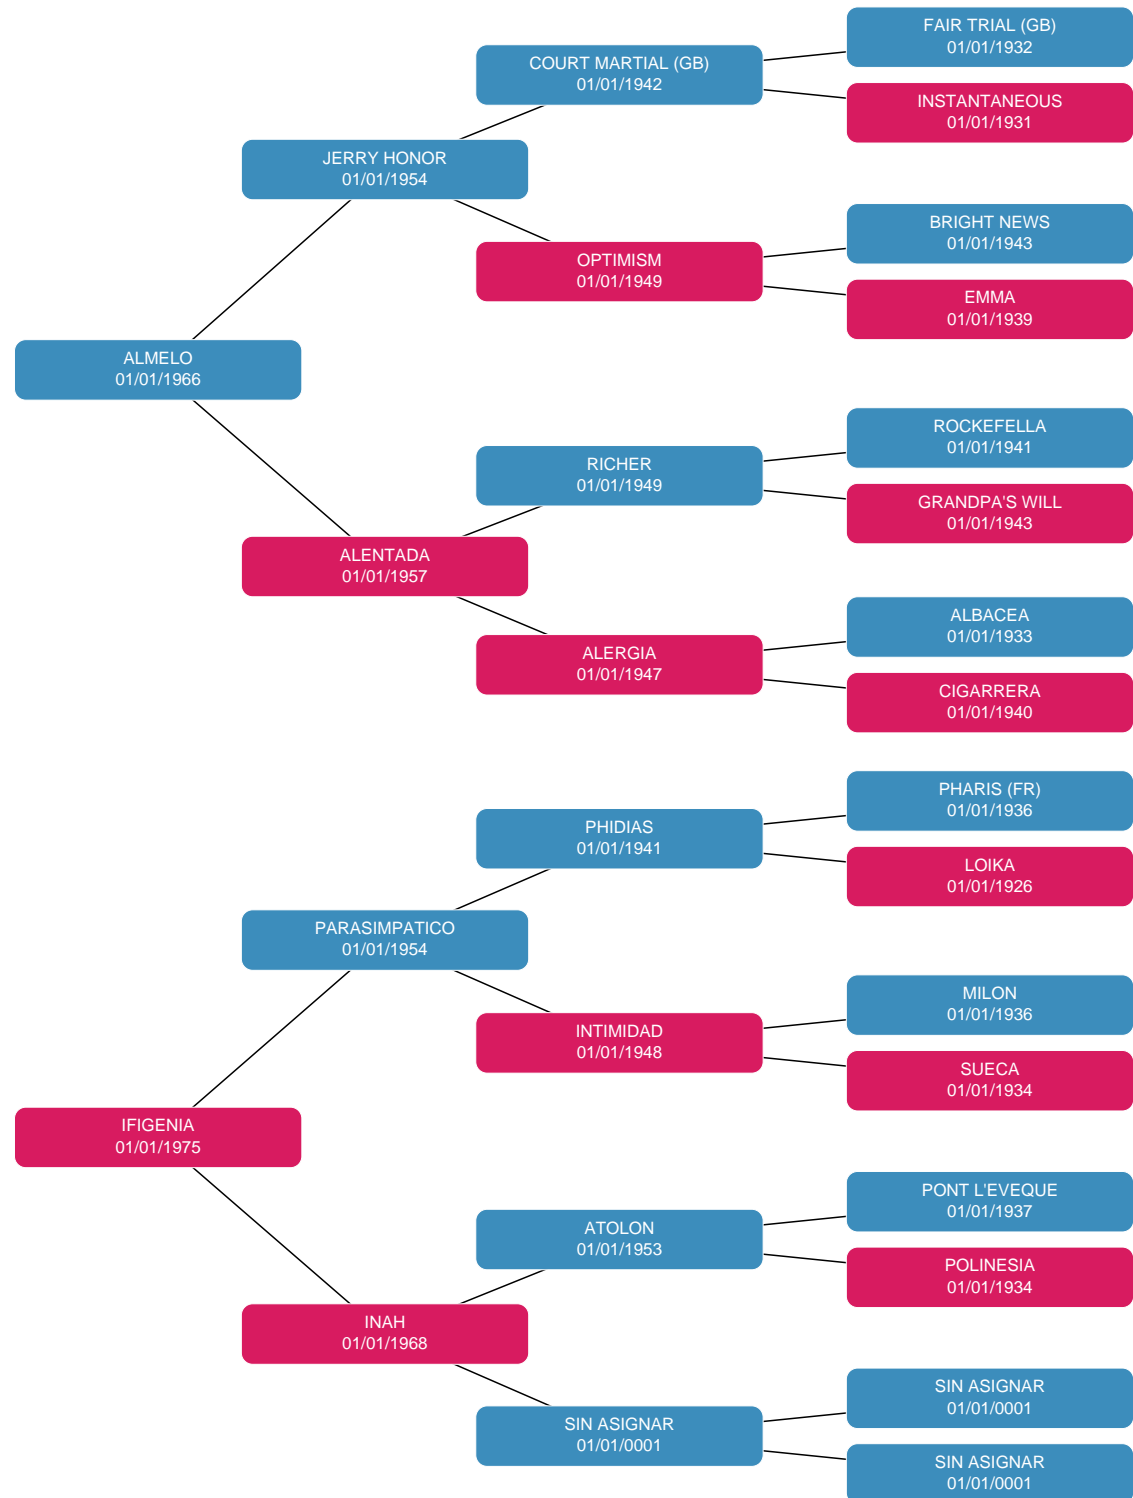 FAIR TRIAL (GB)
01/01/1932
COURT MARTIAL (GB)
01/01/1942
INSTANTANEOUS
01/01/1931
JERRY HONOR
01/01/1954
BRIGHT NEWS
01/01/1943
OPTIMISM
01/01/1949
EMMA
01/01/1939
ALMELO
01/01/1966
ROCKEFELLA
01/01/1941
RICHER
01/01/1949
GRANDPA'S WILL
01/01/1943
ALENTADA
01/01/1957
ALBACEA
01/01/1933
ALERGIA
01/01/1947
CIGARRERA
01/01/1940
PHARIS (FR)
01/01/1936
PHIDIAS
01/01/1941
LOIKA
01/01/1926
PARASIMPATICO
01/01/1954
MILON
01/01/1936
INTIMIDAD
01/01/1948
SUECA
01/01/1934
IFIGENIA
01/01/1975
PONT L'EVEQUE
01/01/1937
ATOLON
01/01/1953
POLINESIA
01/01/1934
INAH
01/01/1968
SIN ASIGNAR
01/01/0001
SIN ASIGNAR
01/01/0001
SIN ASIGNAR
01/01/0001